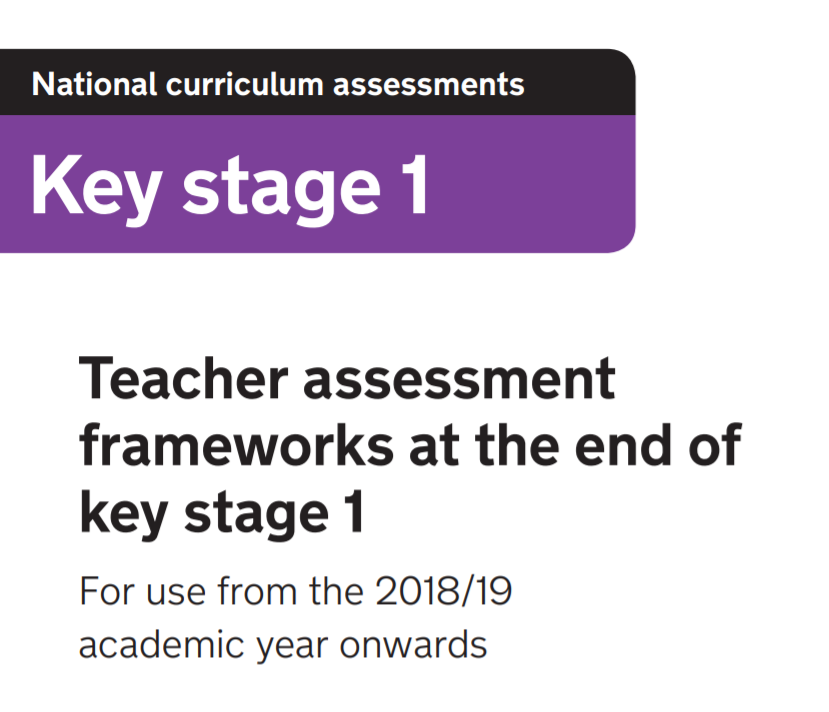 National curriculum assessments
Key stage 1
Teacher assessment
frameworks at the end of
key stage 1
For use from the 2018/19
academic year onwards